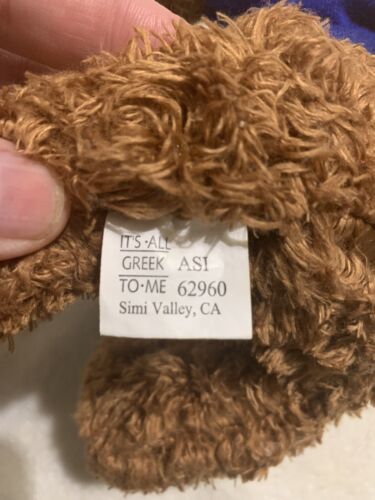 IT'S·ALL
GREEK ASI
TO·ME 62960
Simi Valley, CA